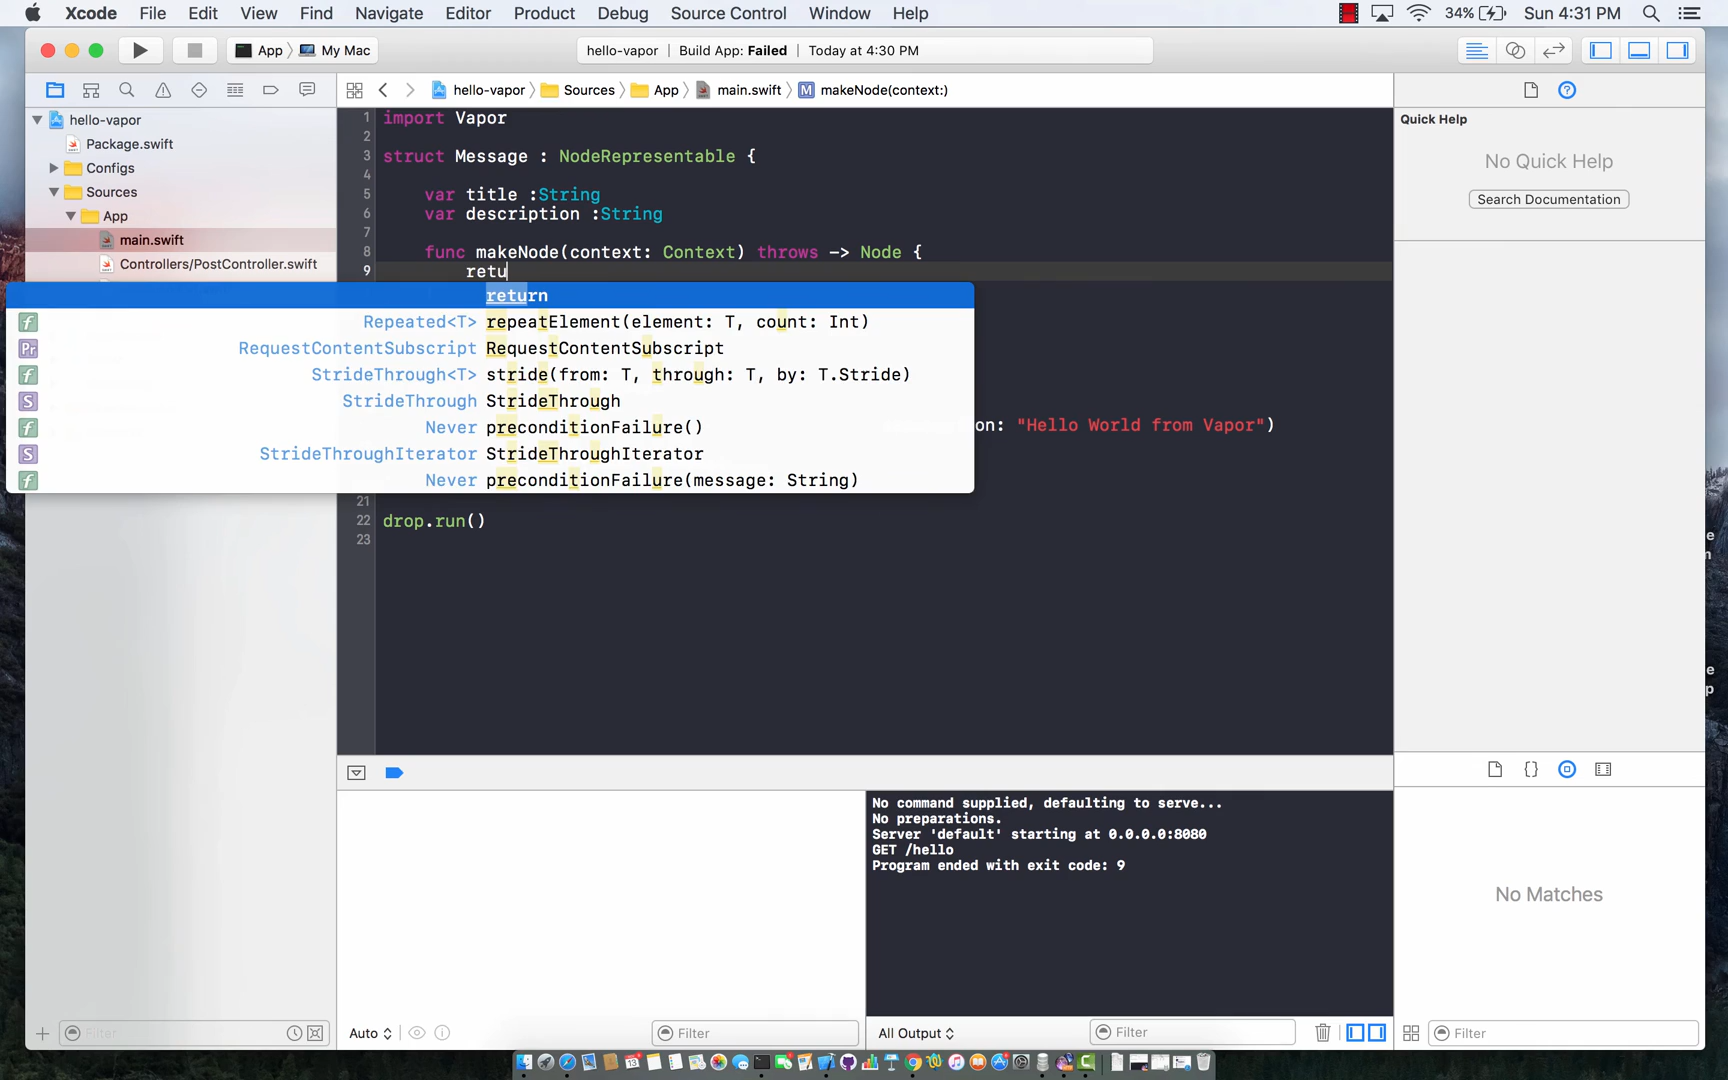 Xcode File Edit View Find Navigate Editor Product Debug Source Control Window Help 34% Sun 4:31 PM
App My Mac hello-vapor | Build App: Failed | Today at 4:30 PM
hello-vapor Sources App main.swift M makeNode(context:)
hello-vapor
Package.swift
Configs
Sources
App
main.swift
Controllers/PostController.swift
1 import Vapor
2
3 struct Message : NodeRepresentable {
4
5 var title :String
6 var description :String
7
8 func makeNode(context: Context) throws -> Node {
9 retu
return
f Repeated<T> repeatElement(element: T, count: Int)
Pr RequestContentSubscript RequestContentSubscript
f StrideThrough<T> stride(from: T, through: T, by: T.Stride)
S StrideThrough StrideThrough
f Never preconditionFailure()
S StrideThroughIterator StrideThroughIterator
f Never preconditionFailure(message: String)
on: "Hello World from Vapor")
21
22 drop.run()
23
Quick Help
No Quick Help
Search Documentation
No command supplied, defaulting to serve...
No preparations.
Server 'default' starting at 0.0.0.0:8080
GET /hello
Program ended with exit code: 9
No Matches
Filter Auto Filter All Output Filter Filter